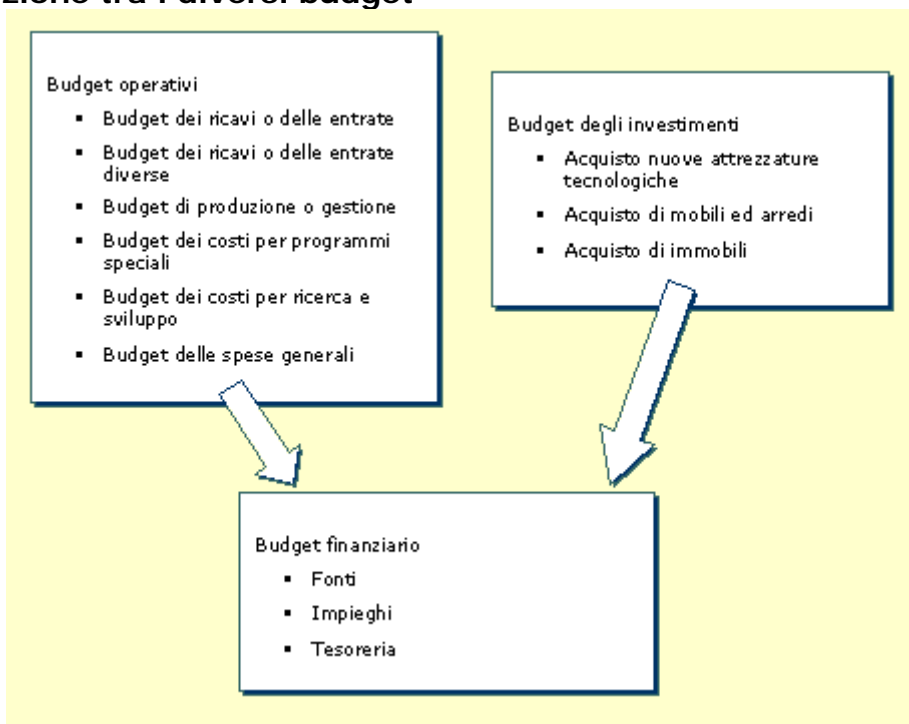 zione tra i diversi budget
Budget operativi
▪ Budget dei ricavi o delle entrate
▪ Budget dei ricavi o delle entrate
diverse
▪ Budget di produzione o gestione
▪ Budget dei costi per programmi
speciali
▪ Budget dei costi per ricerca e
sviluppo
▪ Budget delle spese generali
Budget degli investimenti
▪ Acquisto nuove attrezzature
tecnologiche
▪ Acquisto di mobili ed arredi
▪ Acquisto di immobili
Budget finanziario
▪ Fonti
▪ Impieghi
▪ Tesoreria